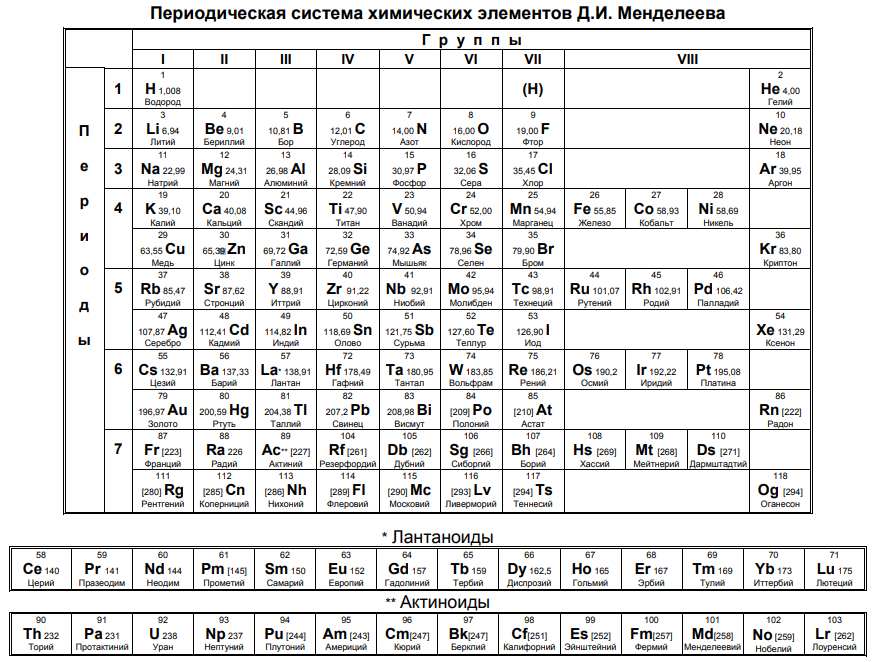 Периодическая система химических элементов Д.И. Менделеева
Г р у п п ы
I II III IV V VI VII VIII
Периоды
1
1 2
H 1,008 (H) He 4,00
Водород Гелий
2
3 4 5 6 7 8 9 10
Li 6,94 Be 9,01 10,81 B 12,01 C 14,00 N 16,00 O 19,00 F Ne 20,18
Литий Бериллий Бор Углерод Азот Кислород Фтор Неон
3
11 12 13 14 15 16 17 18
Na 22,99 Mg 24,31 26,98 Al 28,09 Si 30,97 P 32,06 S 35,45 Cl Ar 39,95
Натрий Магний Алюминий Кремний Фосфор Сера Хлор Аргон
4
19 20 21 22 23 24 25 26 27 28
K 39,10 Ca 40,08 Sc 44,96 Ti 47,90 V 50,94 Cr 52,00 Mn 54,94 Fe 55,85 Co 58,93 Ni 58,69
Калий Кальций Скандий Титан Ванадий Хром Марганец Железо Кобальт Никель
29 30 31 32 33 34 35 36
63,55 Cu 65,39 Zn 69,72 Ga 72,59 Ge 74,92 As 78,96 Se 79,90 Br Kr 83,80
Медь Цинк Галлий Германий Мышьяк Селен Бром Криптон
5
37 38 39 40 41 42 43 44 45 46
Rb 85,47 Sr 87,62 Y 88,91 Zr 91,22 Nb 92,91 Mo 95,94 Tc 98,91 Ru 101,07 Rh 102,91 Pd 106,42
Рубидий Стронций Иттрий Цирконий Ниобий Молибден Технеций Рутений Родий Палладий
47 48 49 50 51 52 53 54
107,87 Ag 112,41 Cd 114,82 In 118,69 Sn 121,75 Sb 127,60 Te 126,90 I Xe 131,29
Серебро Кадмий Индий Олово Сурьма Теллур Иод Ксенон
6
55 56 57 72 73 74 75 76 77 78
Cs 132,91 Ba 137,33 La* 138,91 Hf 178,49 Ta 180,95 W 183,85 Re 186,21 Os 190,2 Ir 192,22 Pt 195,08
Цезий Барий Лантан Гафний Тантал Вольфрам Рений Осмий Иридий Платина
79 80 81 82 83 84 85 86
196,97 Au 200,59 Hg 204,38 Tl 207,2 Pb 208,98 Bi [209] Po [210] At Rn [222]
Золото Ртуть Таллий Свинец Висмут Полоний Астат Радон
7
87 88 89 104 105 106 107 108 109 110
Fr [223] Ra 226 Ac** [227] Rf [261] Db [262] Sg [266] Bh [264] Hs [269] Mt [268] Ds [271]
Франций Радий Актиний Резерфордий Дубний Сиборгий Борий Хассий Мейтнерий Дармштадтий
111 112 113 114 115 116 117 118
[280] Rg [285] Cn [286] Nh [289] Fl [290] Mc [293] Lv [294] Ts Og [294]
Рентгений Коперниций Нихоний Флеровий Московий Ливерморий Теннесий Оганесон
* Лантаноиды
58 59 60 61 62 63 64 65 66 67 68 69 70 71
Ce 140 Pr 141 Nd 144 Pm [145] Sm 150 Eu 152 Gd 157 Tb 159 Dy 162,5 Ho 165 Er 167 Tm 169 Yb 173 Lu 175
Церий Празеодим Неодим Прометий Самарий Европий Гадолиний Тербий Диспрозий Гольмий Эрбий Тулий Иттербий Лютеций
** Актиноиды
90 91 92 93 94 95 96 97 98 99 100 101 102 103
Th 232 Pa 231 U 238 Np 237 Pu [244] Am [243] Cm[247] Bk[247] Cf[251] Es [252] Fm[257] Md[258] No [259] Lr [262]
Торий Протактиний Уран Нептуний Плутоний Америций Кюрий Берклий Калифорний Эйнштейний Фермий Менделеевий Нобелий Лоуренсий